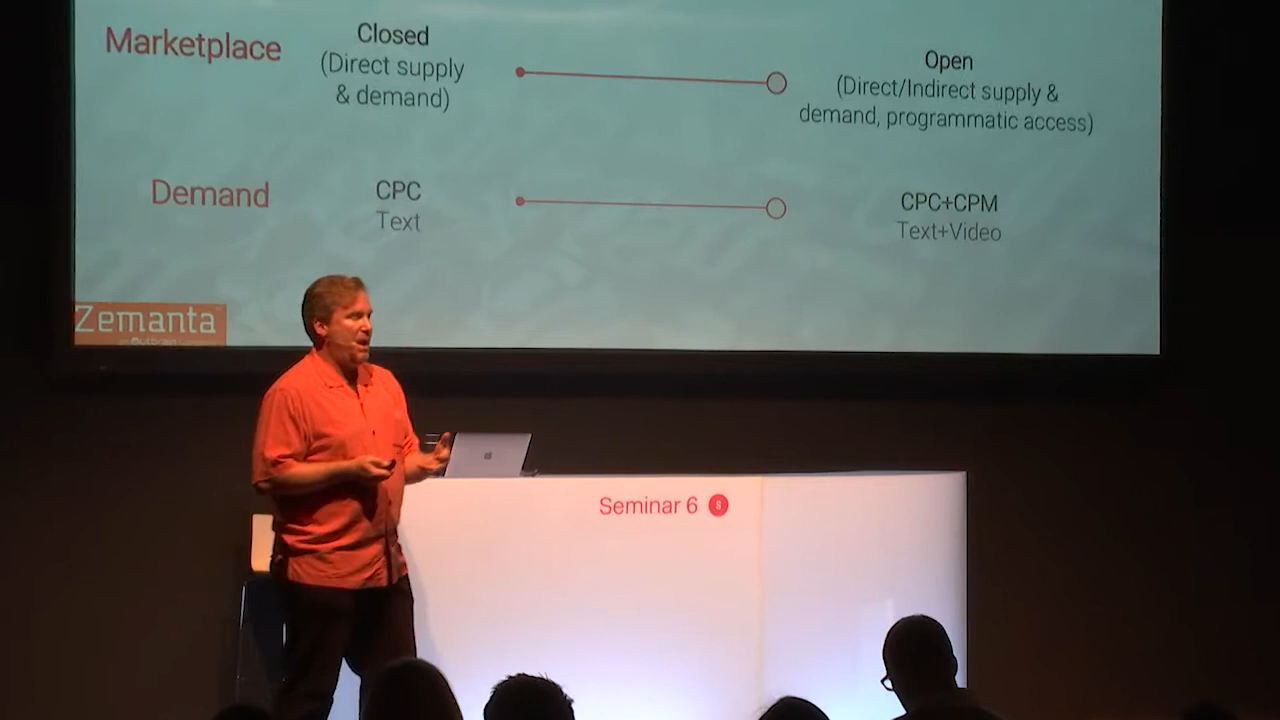 Marketplace
Closed
(Direct supply
& demand)
Open
(Direct/Indirect supply &
demand, programmatic access)
Demand
CPC
Text
CPC+CPM
Text+Video
Zemanta
Outbrain
Seminar 6